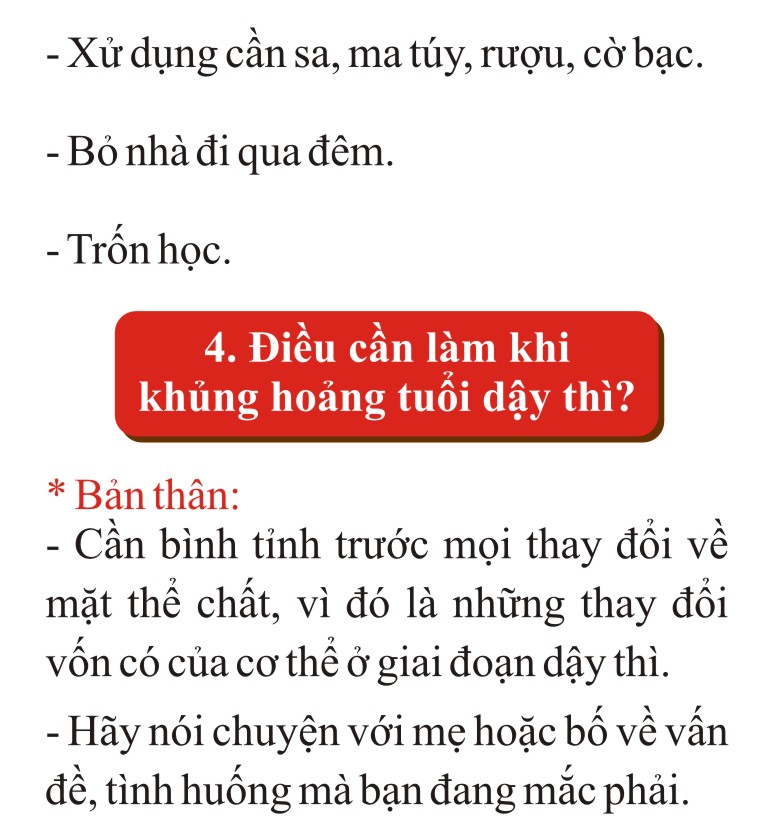 - Xử dụng cần sa, ma túy, rượu, cờ bạc.
- Bỏ nhà đi qua đêm.
- Trốn học.
4. Điều cần làm khi
khủng hoảng tuổi dậy thì?
* Bản thân:
- Cần bình tỉnh trước mọi thay đổi về
mặt thể chất, vì đó là những thay đổi
vốn có của cơ thể ở giai đoạn dậy thì.
- Hãy nói chuyện với mẹ hoặc bố về vấn
đề, tình huống mà bạn đang mắc phải.